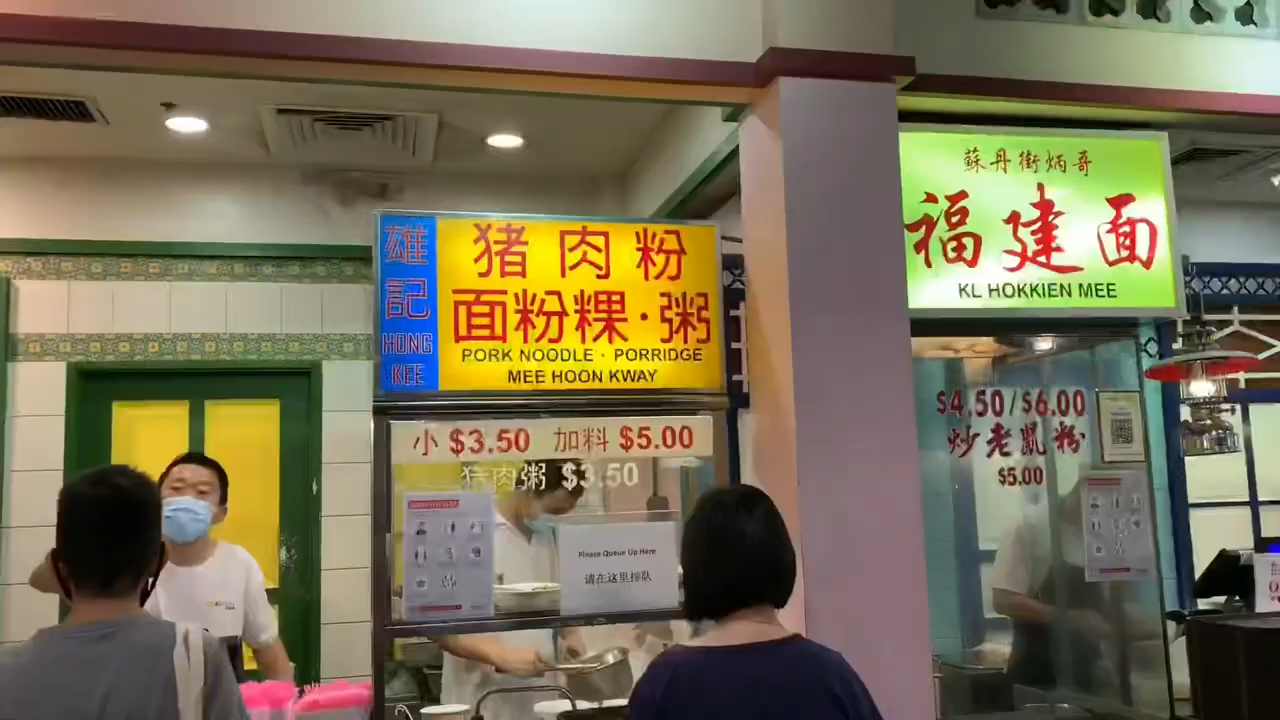 雄記
HONG
KEE
猪肉粉
面粉粿·粥
PORK NOODLE · PORRIDGE
MEE HOON KWAY
小 $3.50 加料 $5.00
猪肉粥 $3.50
Please Queue Up Here
请在这里排队
蘇丹街炳哥
福建面
KL HOKKIEN MEE
$4.50/$6.00
炒老鼠粉
$5.00